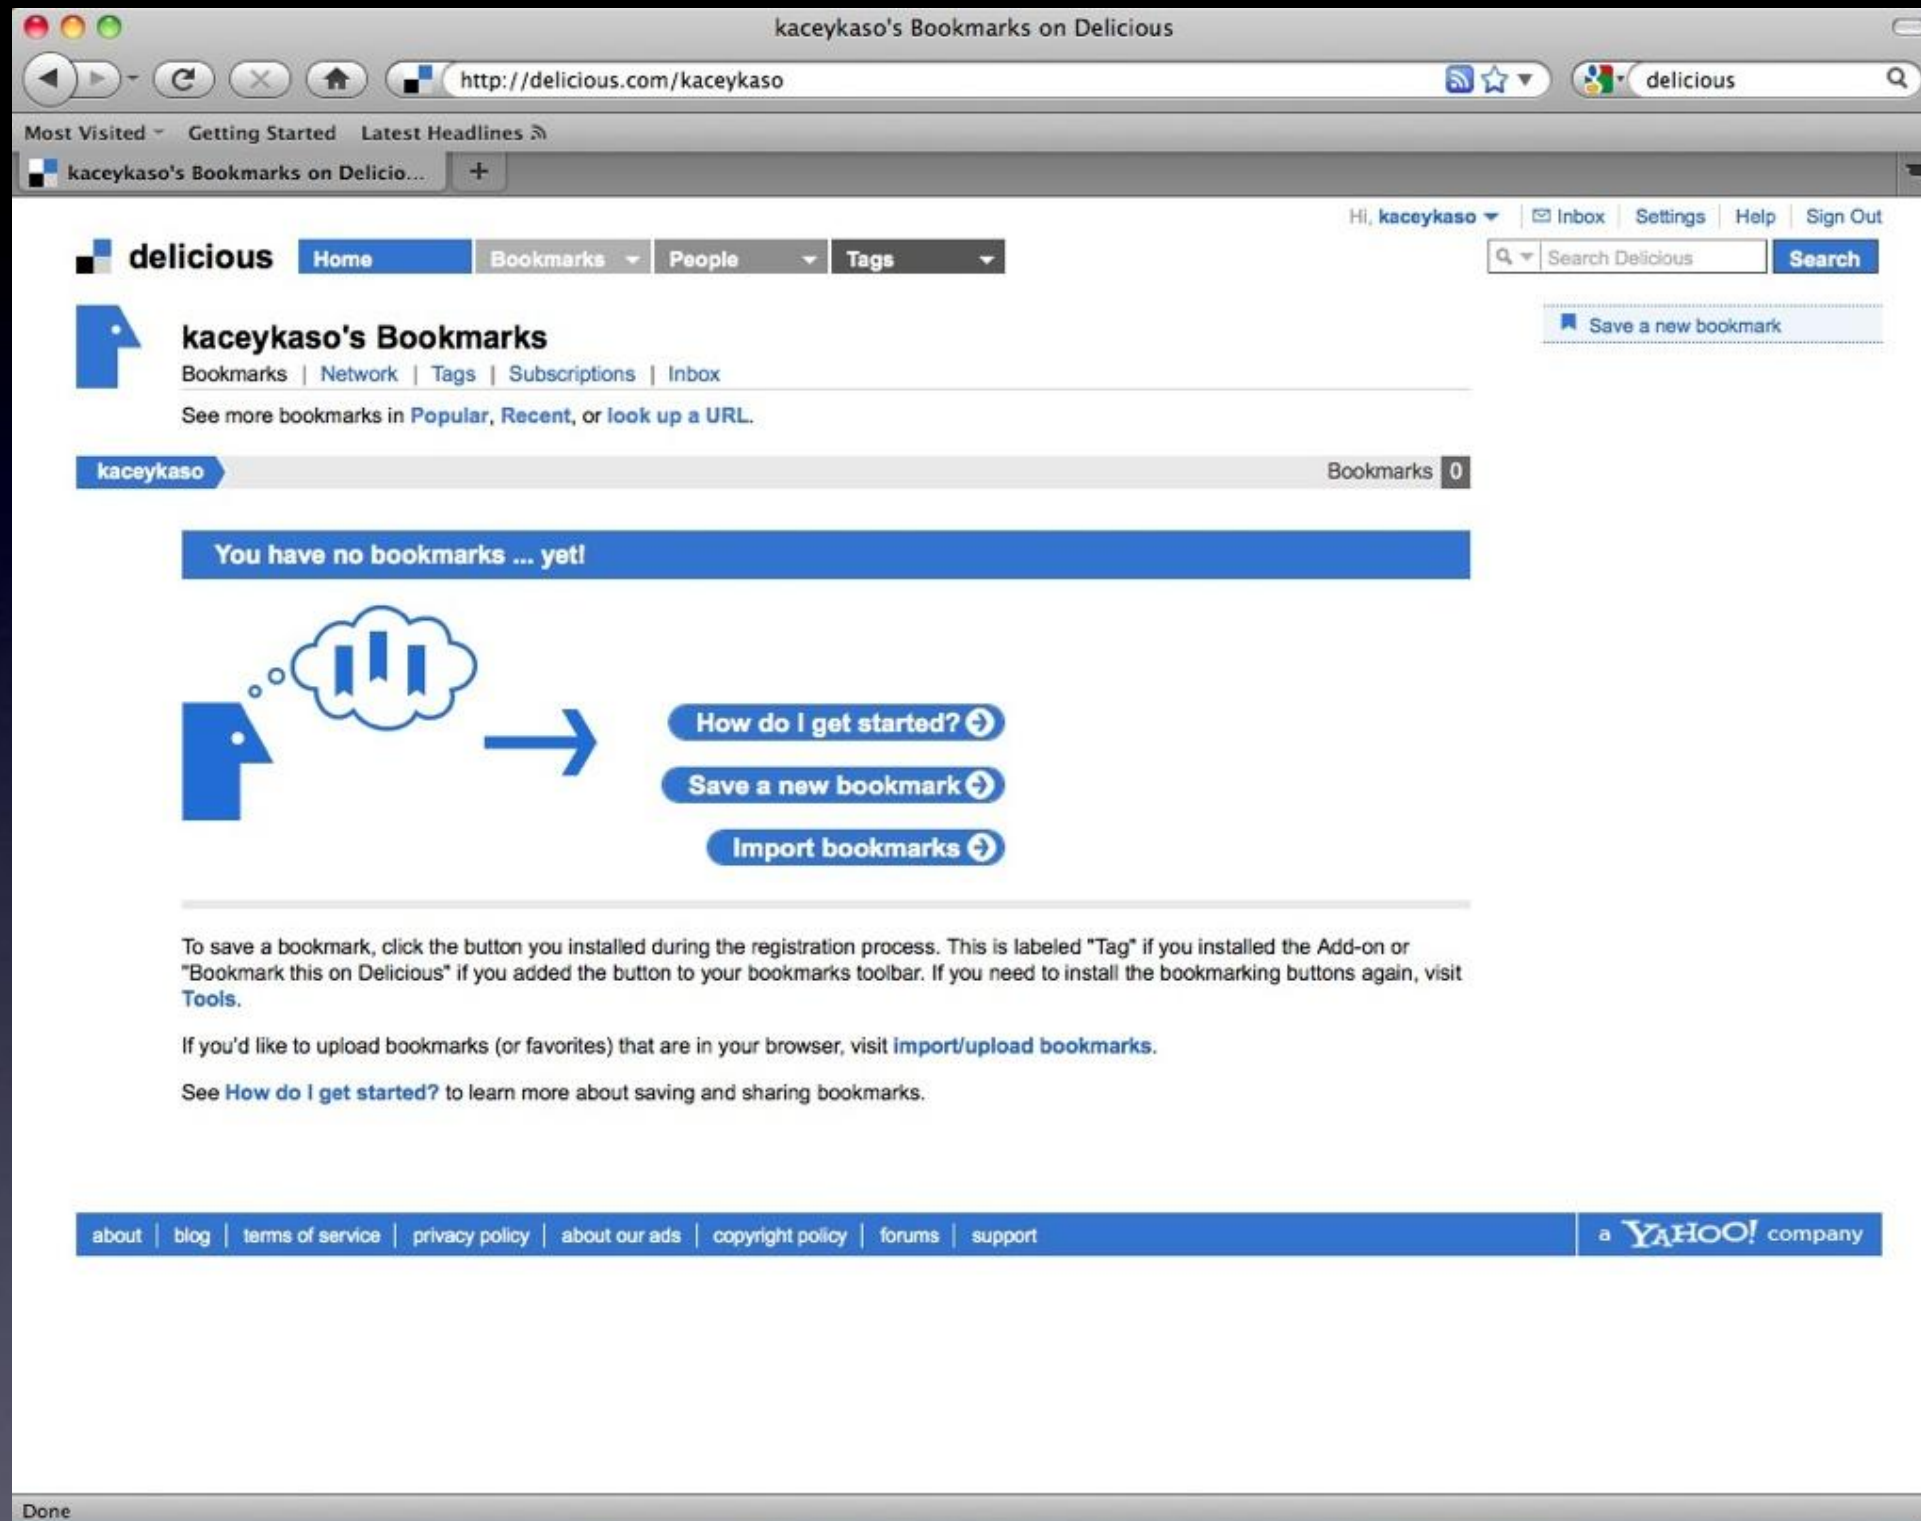 kaceykaso's Bookmarks on Delicious
http://delicious.com/kaceykaso
delicious
Most Visited Getting Started Latest Headlines
kaceykaso's Bookmarks on Delicio... +
Hi, kaceykaso Inbox Settings Help Sign Out
delicious Home Bookmarks People Tags Search Delicious Search
kaceykaso's Bookmarks
Save a new bookmark
Bookmarks | Network | Tags | Subscriptions | Inbox
See more bookmarks in Popular, Recent, or look up a URL.
kaceykaso Bookmarks 0
You have no bookmarks ... yet!
How do I get started?
Save a new bookmark
Import bookmarks
To save a bookmark, click the button you installed during the registration process. This is labeled "Tag" if you installed the Add-on or
"Bookmark this on Delicious" if you added the button to your bookmarks toolbar. If you need to install the bookmarking buttons again, visit
Tools.
If you'd like to upload bookmarks (or favorites) that are in your browser, visit import/upload bookmarks.
See How do I get started? to learn more about saving and sharing bookmarks.
about | blog | terms of service | privacy policy | about our ads | copyright policy | forums | support a YAHOO! company
Done